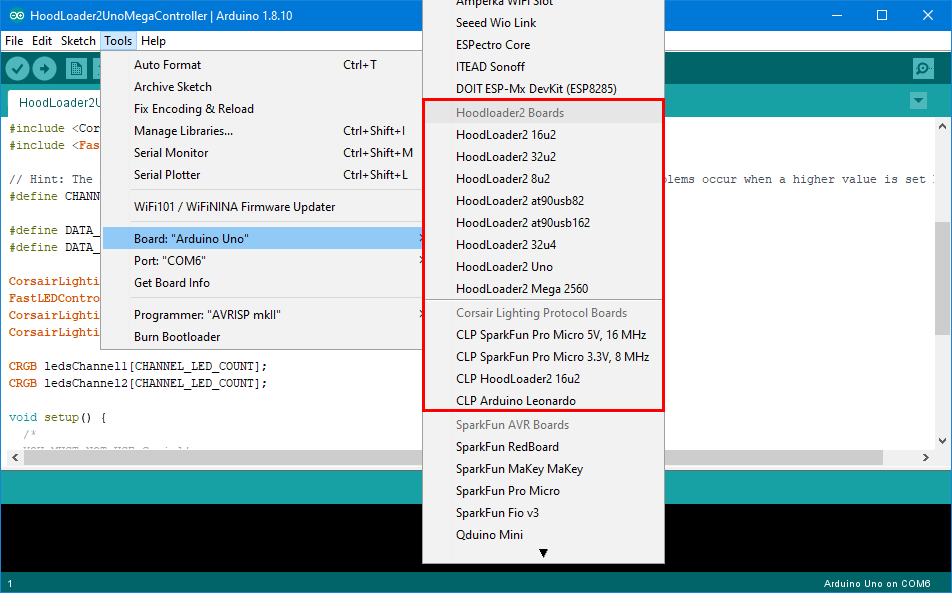 HoodLoader2UnoMegaController | Arduino 1.8.10
File Edit Sketch Tools Help
HoodLoader2U
#include <Cor
#include <Fas
// Hint: The
lems occur when a higher value is set
#define CHANN
#define DATA_
#define DATA_
CorsairLighti
FastLEDContro
CorsairLighti
CorsairLighti
CRGB ledsChannel1[CHANNEL_LED_COUNT];
CRGB ledsChannel2[CHANNEL_LED_COUNT];
void setup() {
/*
Auto Format Ctrl+T
Archive Sketch
Fix Encoding & Reload
Manage Libraries... Ctrl+Shift+I
Serial Monitor Ctrl+Shift+M
Serial Plotter Ctrl+Shift+L
WiFi101 / WiFiNINA Firmware Updater
Board: "Arduino Uno"
Port: "COM6"
Get Board Info
Programmer: "AVRISP mkII"
Burn Bootloader
Amperka WiFi Slot
Seeed Wio Link
ESPectro Core
ITEAD Sonoff
DOIT ESP-Mx DevKit (ESP8285)
Hoodloader2 Boards
HoodLoader2 16u2
HoodLoader2 32u2
HoodLoader2 8u2
HoodLoader2 at90usb82
HoodLoader2 at90usb162
HoodLoader2 32u4
HoodLoader2 Uno
HoodLoader2 Mega 2560
Corsair Lighting Protocol Boards
CLP SparkFun Pro Micro 5V, 16 MHz
CLP SparkFun Pro Micro 3.3V, 8 MHz
CLP HoodLoader2 16u2
CLP Arduino Leonardo
SparkFun AVR Boards
SparkFun RedBoard
SparkFun MaKey MaKey
SparkFun Pro Micro
SparkFun Fio v3
Qduino Mini
1
Arduino Uno on COM6